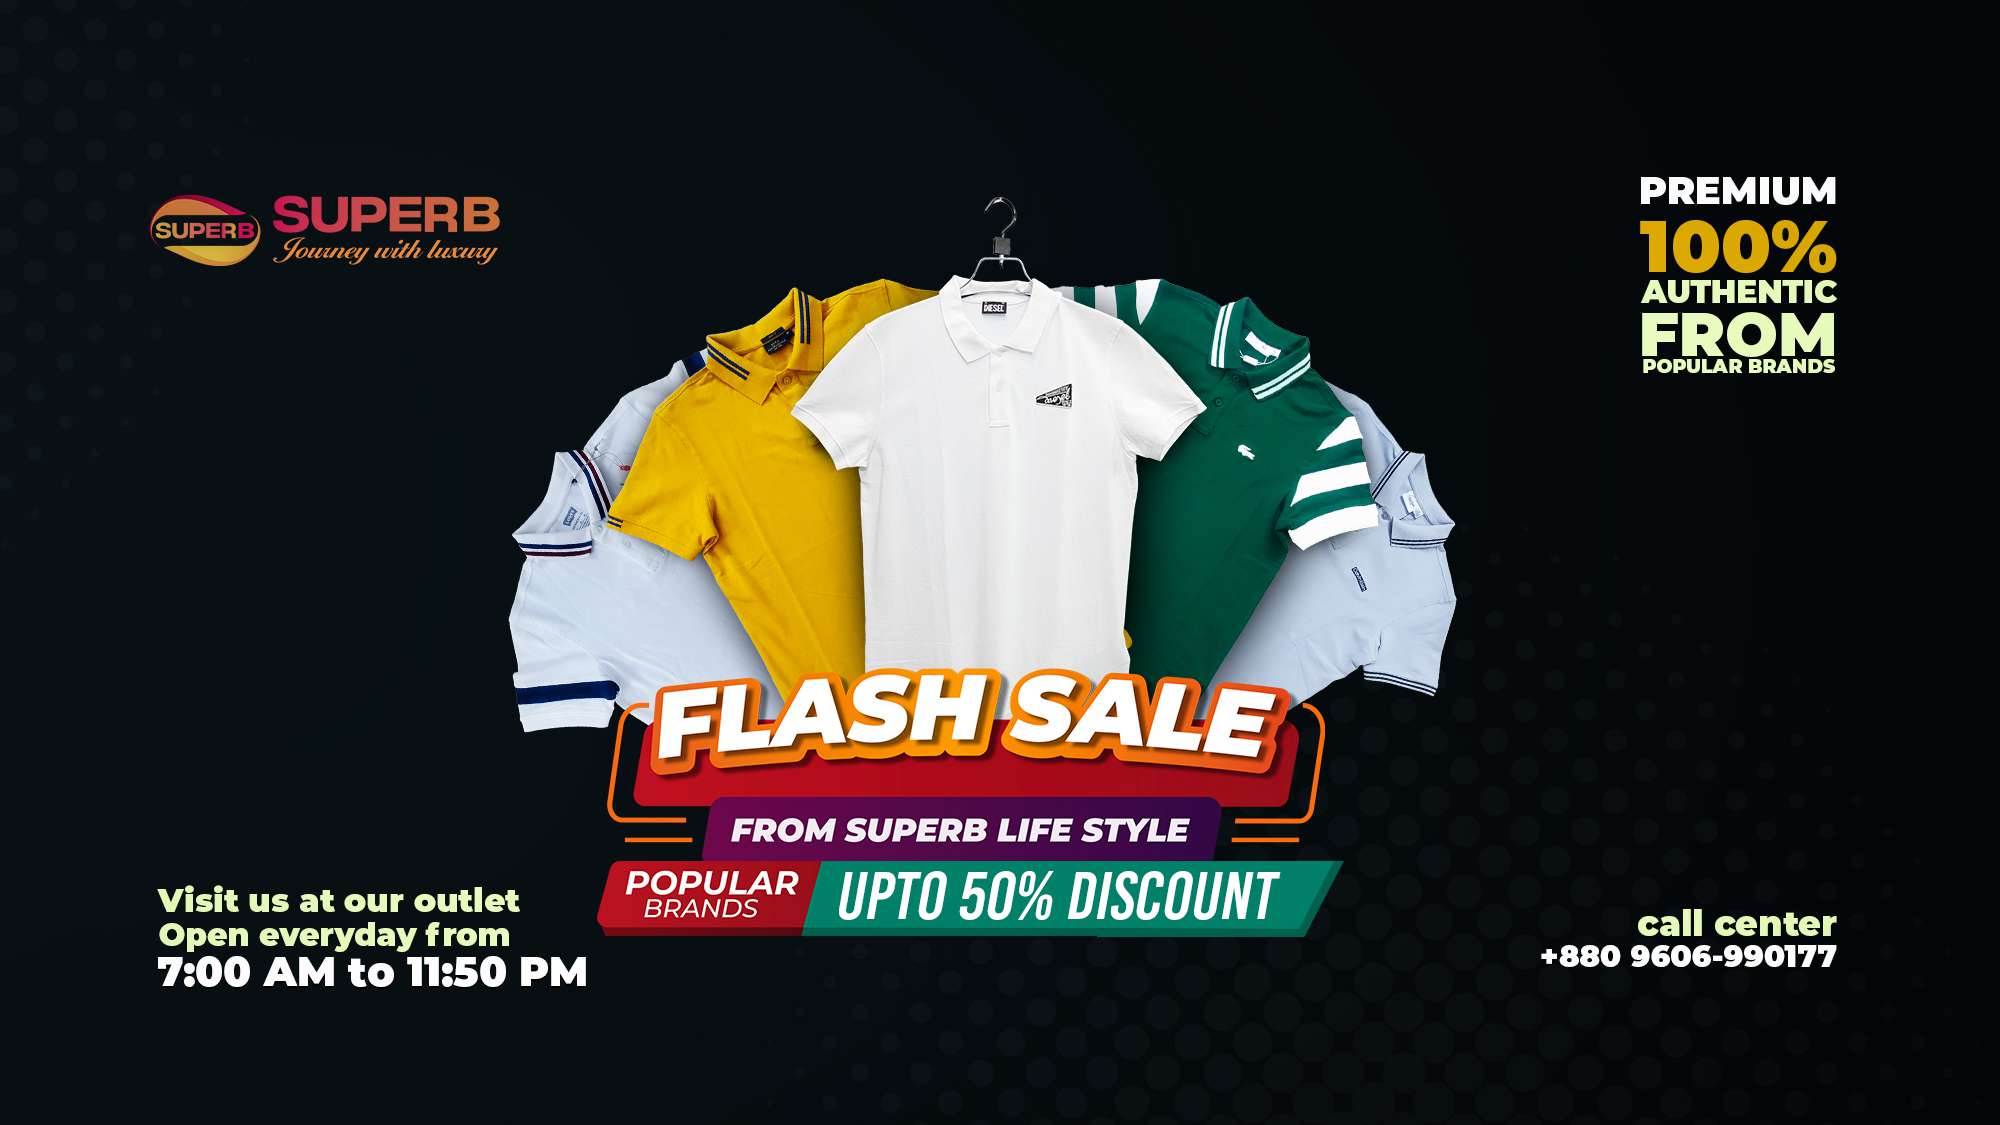 SUPERB
SUPERB
Journey with luxury
PREMIUM
100%
AUTHENTIC
FROM
POPULAR BRANDS
DIESEL
FLASH SALE
FROM SUPERB LIFE STYLE
POPULAR
BRANDS
UPTO 50% DISCOUNT
Visit us at our outlet
Open everyday from
7:00 AM to 11:50 PM
call center
+880 9606-990177